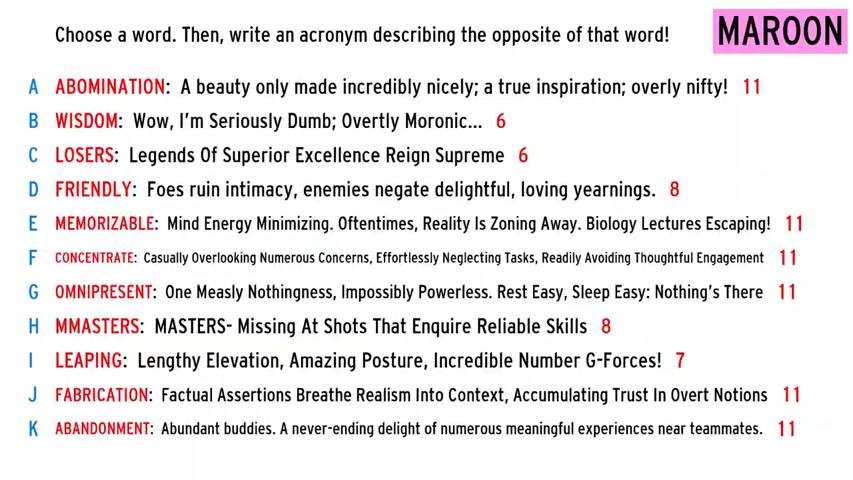 Choose a word. Then, write an acronym describing the opposite of that word!
MAROON
A ABOMINATION: A beauty only made incredibly nicely; a true inspiration; overly nifty! 11
B WISDOM: Wow, I'm Seriously Dumb; Overtly Moronic... 6
C LOSERS: Legends Of Superior Excellence Reign Supreme 6
D FRIENDLY: Foes ruin intimacy, enemies negate delightful, loving yearnings. 8
E MEMORIZABLE: Mind Energy Minimizing. Oftentimes, Reality Is Zoning Away. Biology Lectures Escaping! 11
F CONCENTRATE: Casually Overlooking Numerous Concerns, Effortlessly Neglecting Tasks, Readily Avoiding Thoughtful Engagement 11
G OMNIPRESENT: One Measly Nothingness, Impossibly Powerless. Rest Easy, Sleep Easy: Nothing's There 11
H MMASTERS: MASTERS- Missing At Shots That Enquire Reliable Skills 8
I LEAPING: Lengthy Elevation, Amazing Posture, Incredible Number G-Forces! 7
J FABRICATION: Factual Assertions Breathe Realism Into Context, Accumulating Trust In Overt Notions 11
K ABANDONMENT: Abundant buddies. A never-ending delight of numerous meaningful experiences near teammates. 11